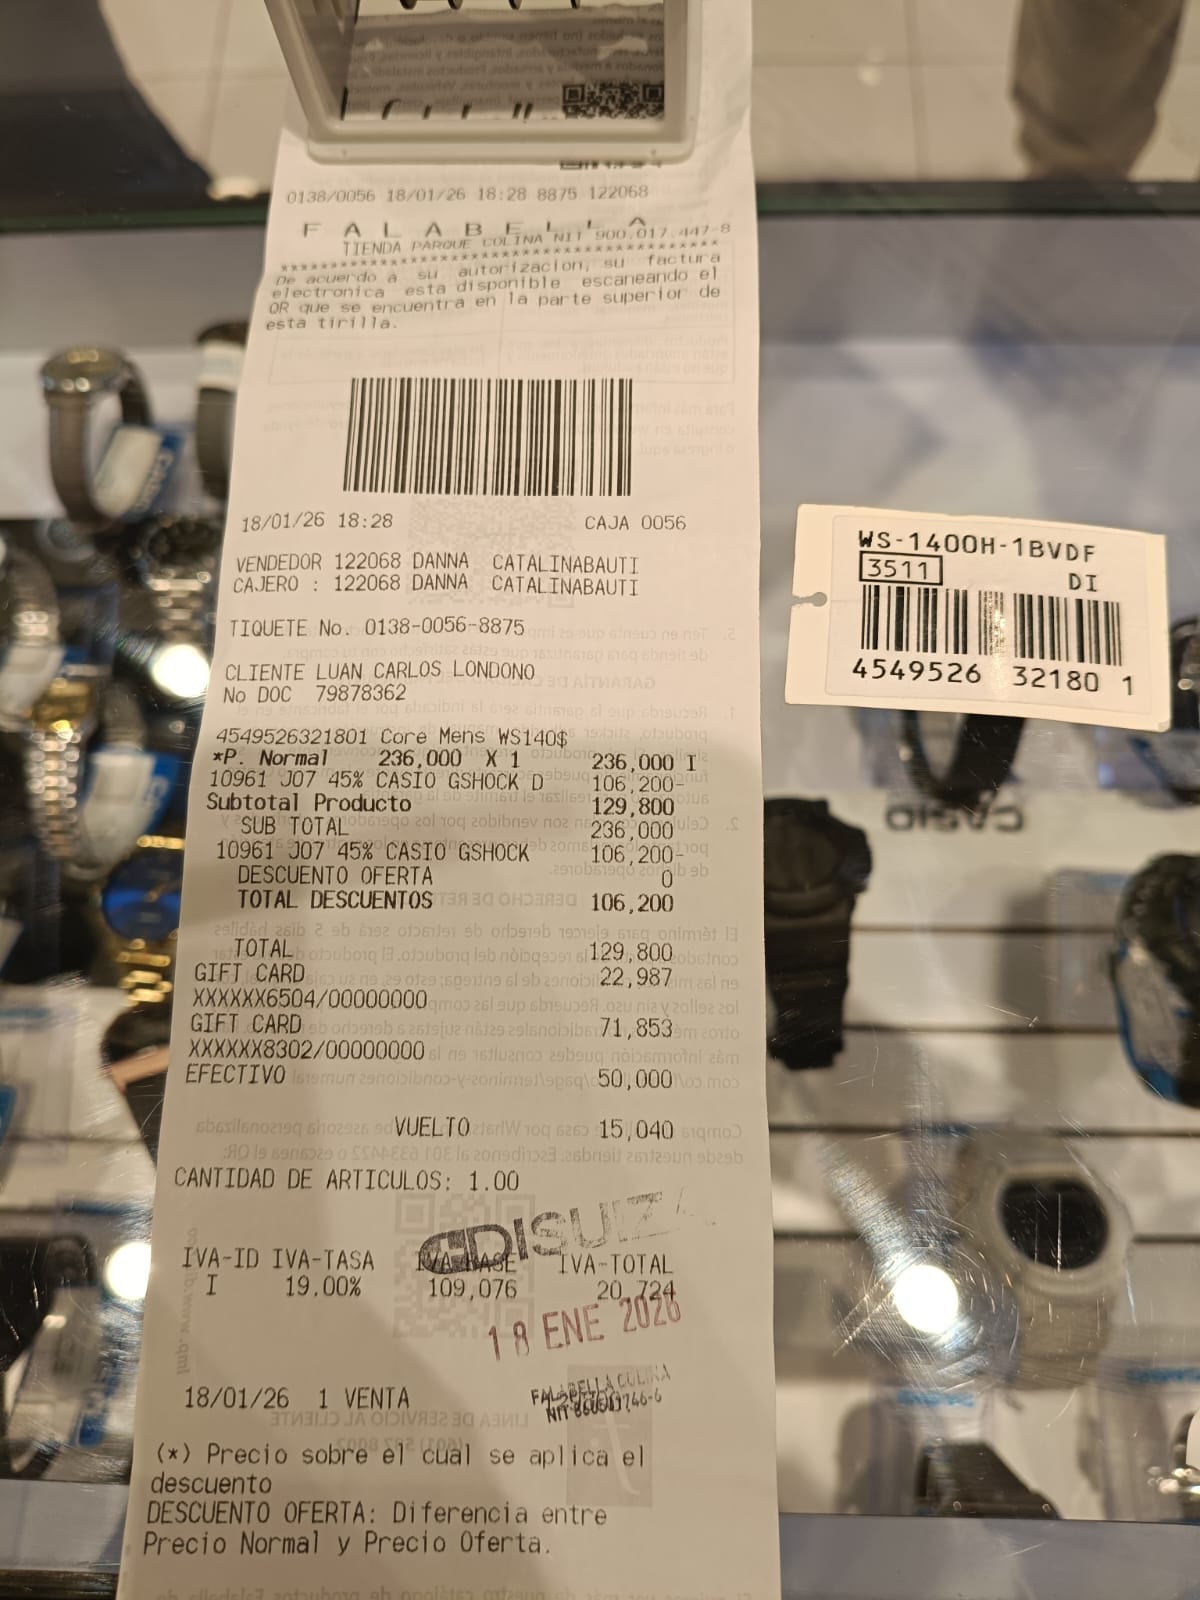 0138/0056 18/01/26 18:28 8875 122068
FALABELLA
TIENDA PARQUE COLINA NIT 900.017.447-8
****************************************
De acuerdo a su autorizacion, su factura
electronica esta disponible escaneando el
QR que se encuentra en la parte superior de
esta tirilla.
18/01/26 18:28 CAJA 0056
VENDEDOR 122068 DANNA CATALINABAUTI
CAJERO : 122068 DANNA CATALINABAUTI
TIQUETE No. 0138-0056-8875
CLIENTE LUAN CARLOS LONDONO
No DOC 79878362
4549526321801 Core Mens WS140$
*P. Normal 236,000 X 1 236,000 I
10961 J07 45% CASIO GSHOCK D 106,200-
Subtotal Producto 129,800
SUB TOTAL 236,000
10961 J07 45% CASIO GSHOCK 106,200-
DESCUENTO OFERTA 0
TOTAL DESCUENTOS 106,200
TOTAL 129,800
GIFT CARD 22,987
XXXXXX6504/00000000
GIFT CARD 71,853
XXXXXX8302/00000000
EFECTIVO 50,000
VUELTO 15,040
CANTIDAD DE ARTICULOS: 1.00
DISUIZA
IVA-ID IVA-TASA IVA-BASE IVA-TOTAL
I 19.00% 109,076 20,724
18 ENE 2026
18/01/26 1 VENTA
FALABELLA COLINA
(*) Precio sobre el cual se aplica el
descuento
DESCUENTO OFERTA: Diferencia entre
Precio Normal y Precio Oferta.
WS-1400H-1BVDF
3511 DI
4549526 32180 1
CASIO